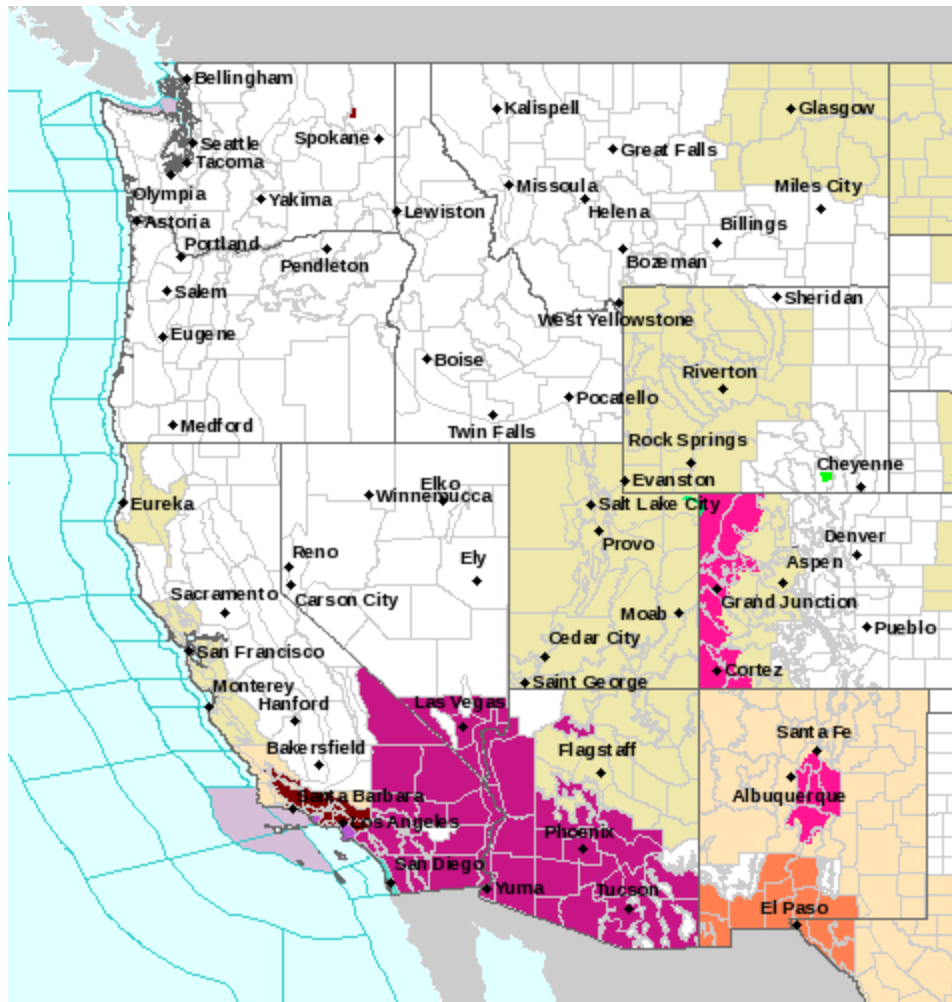 Bellingham
Kalispell
Glasgow
Seattle
Spokane
Great Falls
Tacoma
Olympia
Missoula
Miles City
Yakima
Lewiston
Helena
Astoria
Billings
Portland
Pendleton
Bozeman
Salem
Sheridan
West Yellowstone
Eugene
Boise
Riverton
Pocatello
Medford
Twin Falls
Rock Springs
Cheyenne
Elko
Evanston
Winnemucca
Eureka
Salt Lake City
Provo
Denver
Reno
Ely
Aspen
Sacramento
Carson City
Grand Junction
Moab
Pueblo
Cedar City
San Francisco
Cortez
Saint George
Monterey
Hanford
Las Vegas
Santa Fe
Bakersfield
Flagstaff
Santa Barbara
Albuquerque
Los Angeles
Phoenix
San Diego
Yuma
Tucson
El Paso